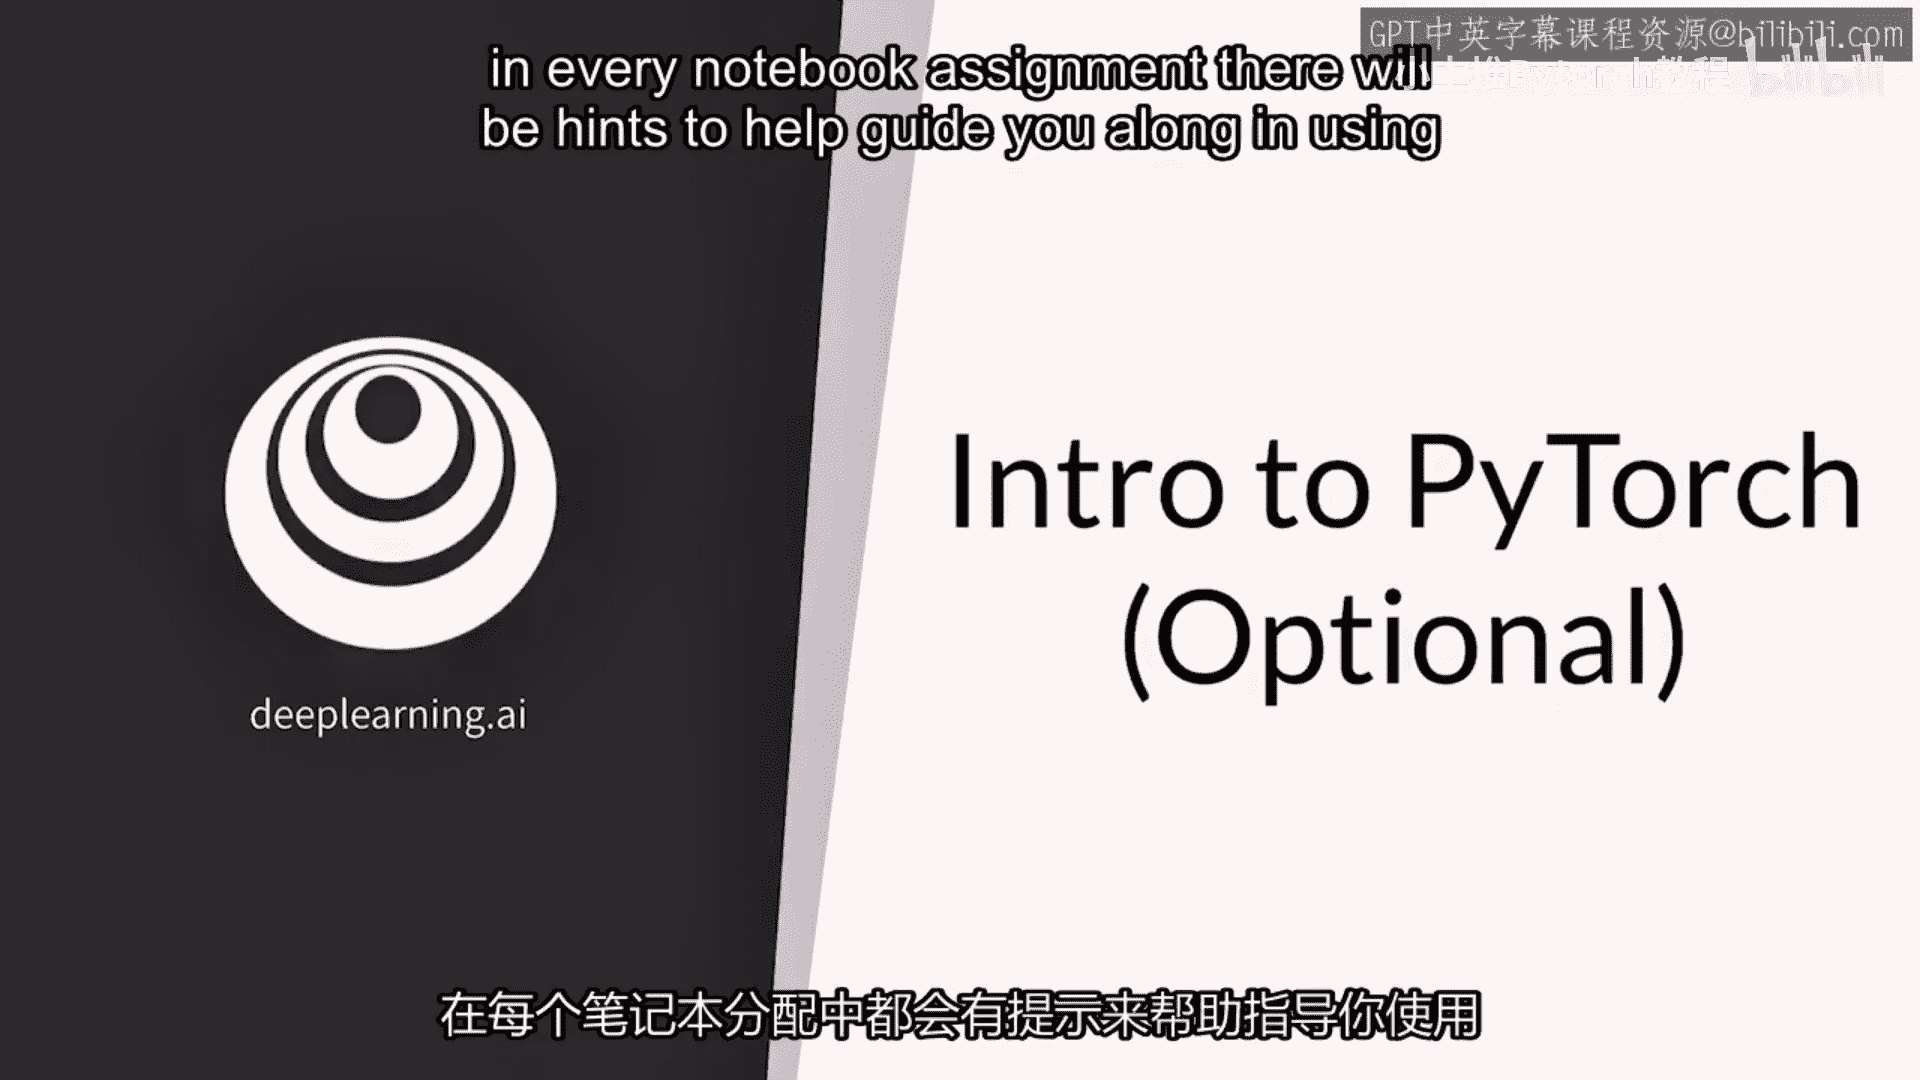 GPT中英字幕课程资源@bilibili.com
in every notebook assignment there will
be hints to help guide you along in using
bilibili
Intro to PyTorch
(Optional)
deeplearning.ai
在每个笔记本分配中都会有提示来帮助指导你使用